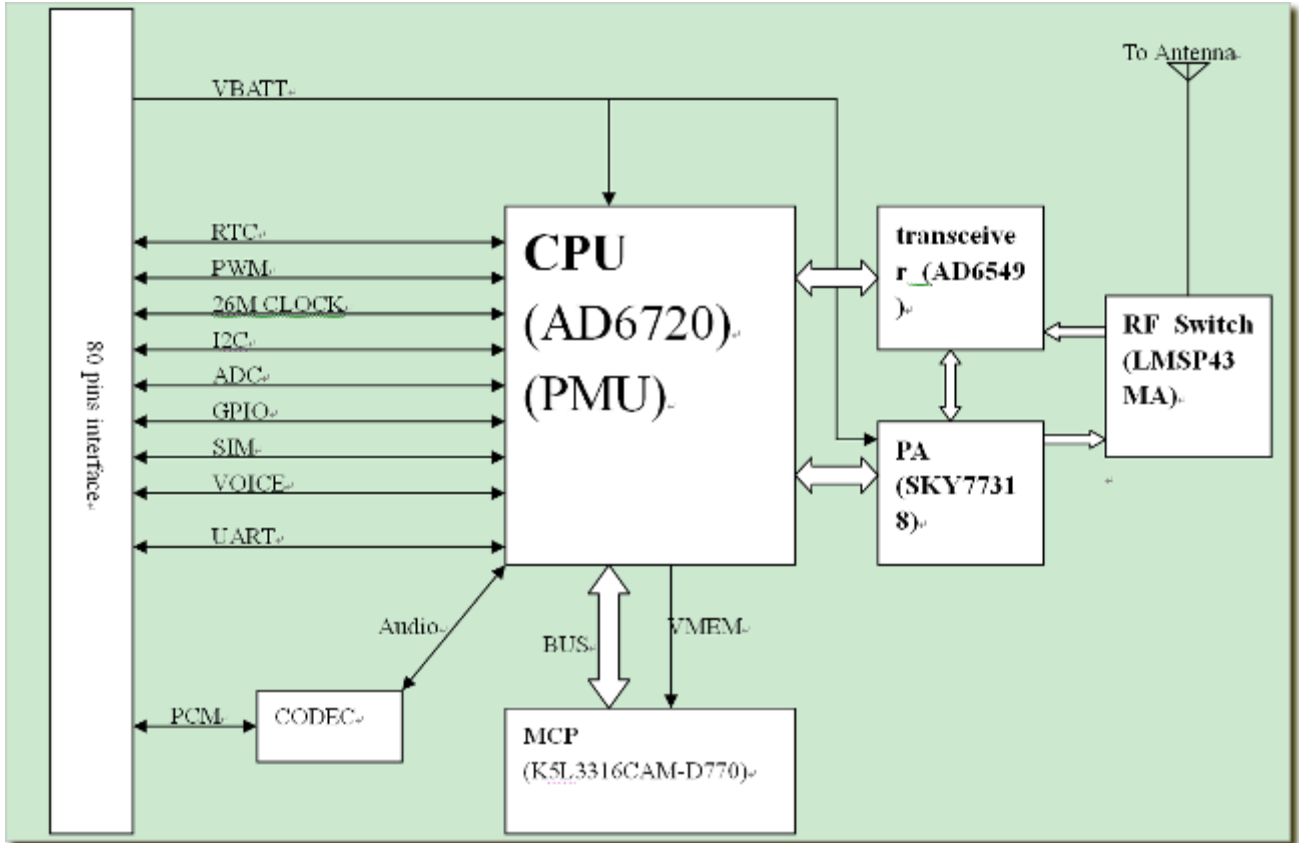 To Antenna
VBATT
RTC
PWM
26M CLOCK
I2C
ADC
GPIO
SIM
VOICE
UART
80 pins interface
CPU
(AD6720)
(PMU)
transceive
r (AD6549
)
RF Switch
(LMSP43
MA)
PA
(SKY7731
8)
Audio
BUS
VMEM
PCM
CODEC
MCP
(K5L3316CAM-D770)